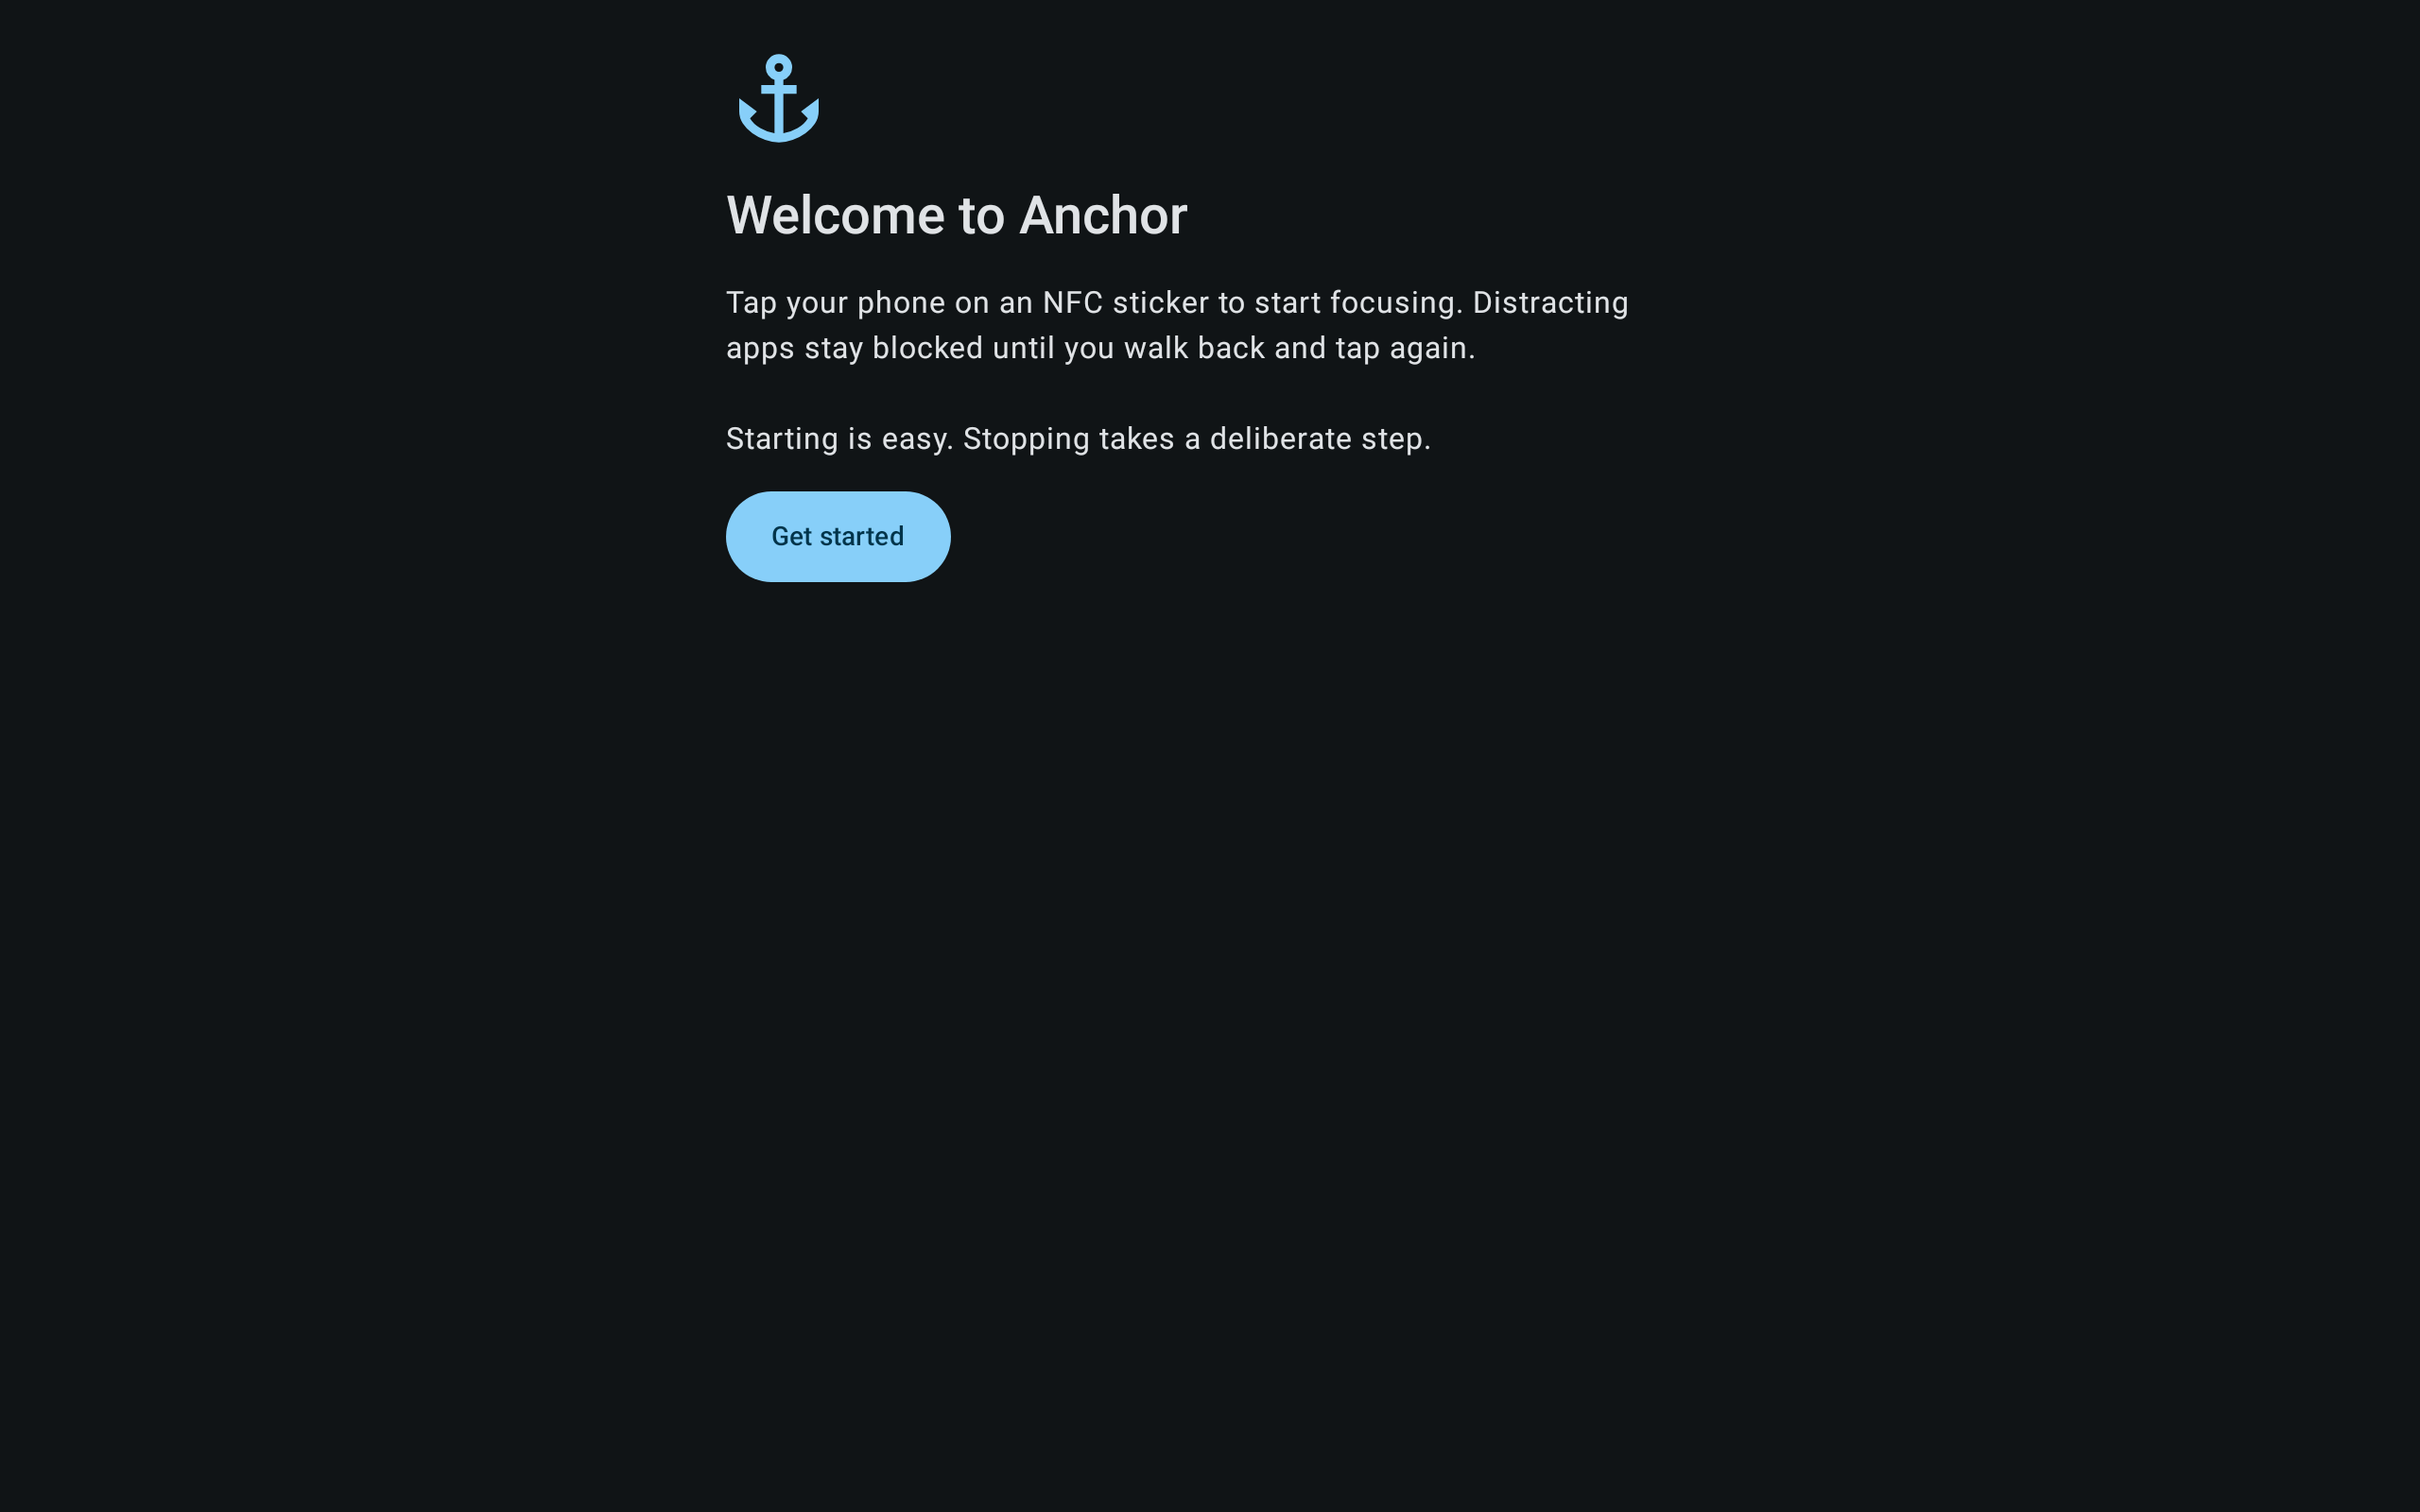 Welcome to Anchor
Tap your phone on an NFC sticker to start focusing. Distracting
apps stay blocked until you walk back and tap again.
Starting is easy. Stopping takes a deliberate step.
Get started